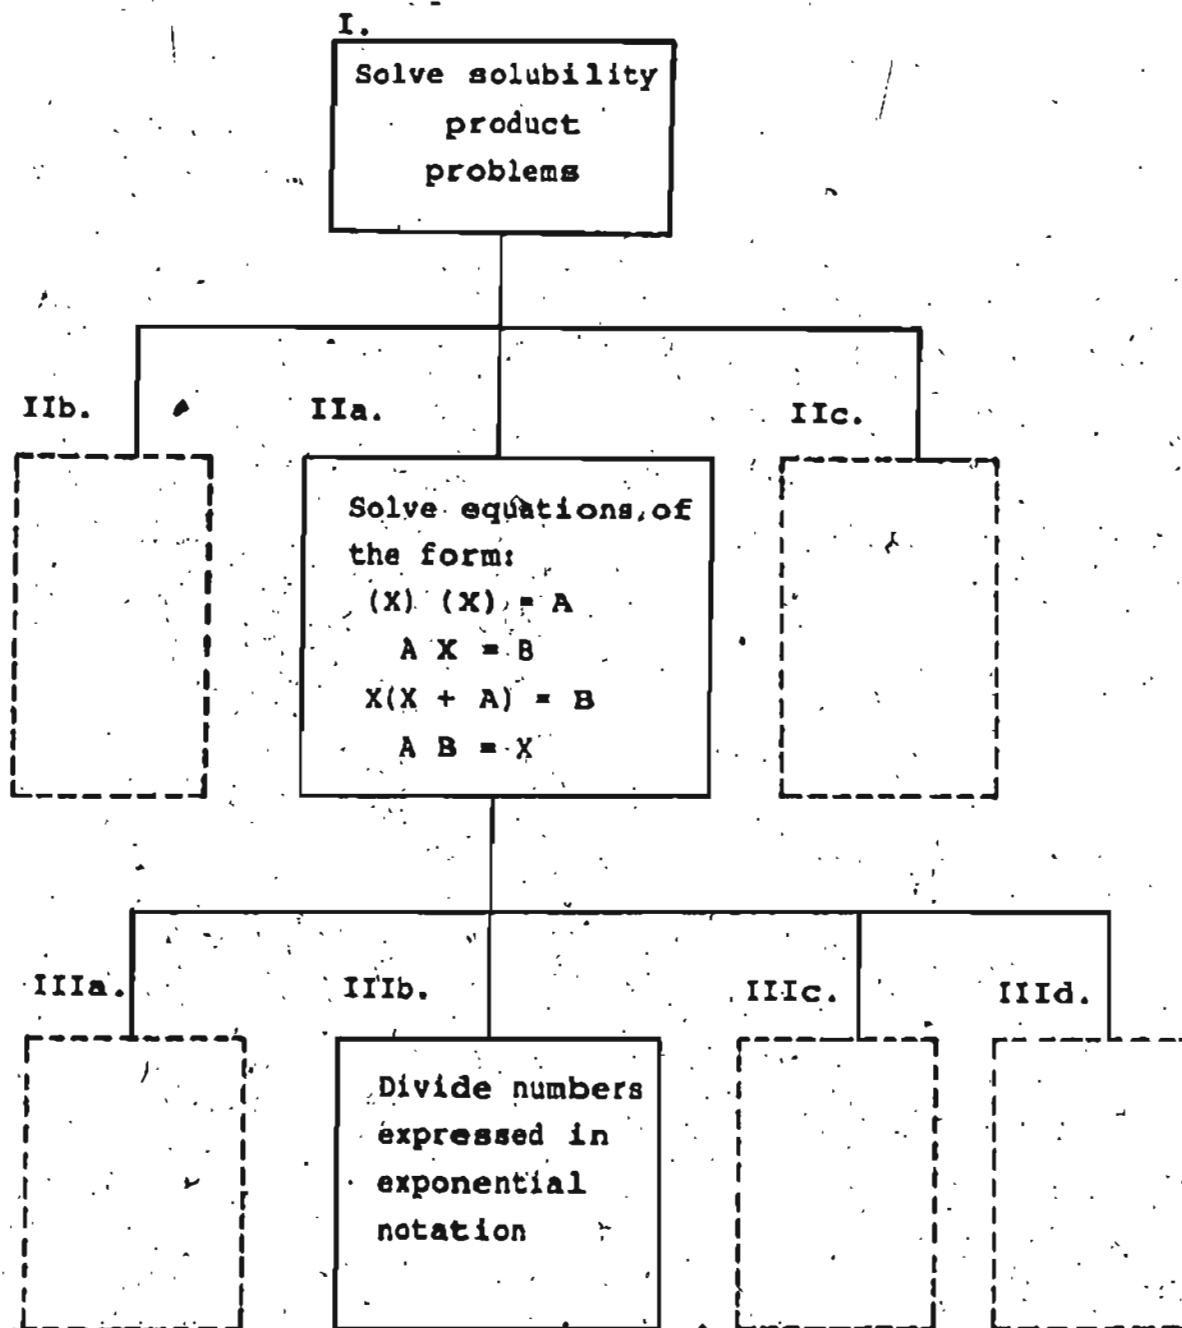 I.
Solve solubility
product
problems
IIb.
IIa.
IIc.
Solve equations of
the form:
(X) (X) = A
A X = B
X(X + A) = B
A B = X
IIIa.
IIIb.
IIIc.
IIId.
Divide numbers
expressed in
exponential
notation